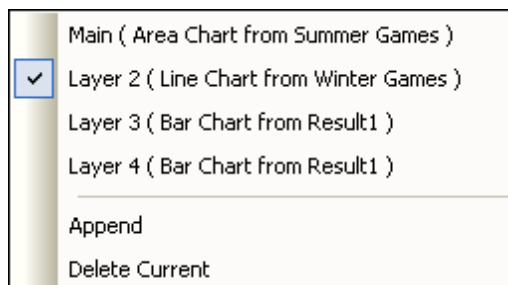 Main ( Area Chart from Summer Games )
Layer 2 ( Line Chart from Winter Games )
Layer 3 ( Bar Chart from Result1 )
Layer 4 ( Bar Chart from Result1 )
Append
Delete Current